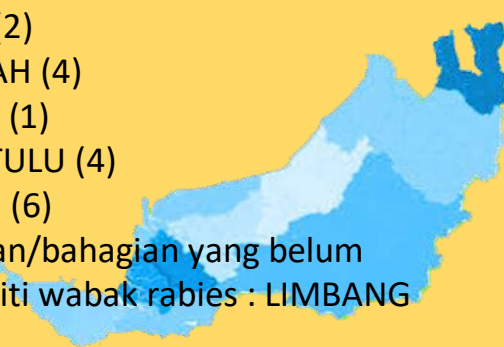 (2)
AH (4)
(1)
TULU (4)
(6)
an/bahagian yang belum
iti wabak rabies : LIMBANG